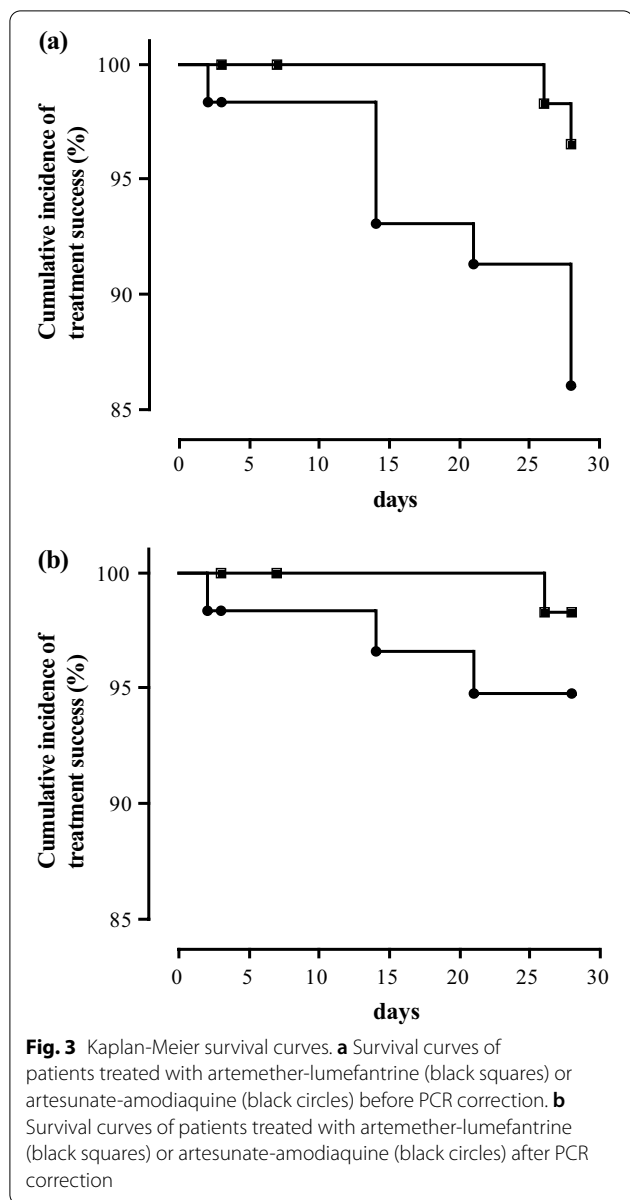 (a)
Cumulative incidence of
treatment success (%)
100
95
90
85
0 5 10 15 20 25 30
days
(b)
Cumulative incidence of
treatment success (%)
100
95
90
85
0 5 10 15 20 25 30
days
Fig. 3 Kaplan-Meier survival curves. a Survival curves of
patients treated with artemether-lumefantrine (black squares) or
artesunate-amodiaquine (black circles) before PCR correction. b
Survival curves of patients treated with artemether-lumefantrine
(black squares) or artesunate-amodiaquine (black circles) after PCR
correction